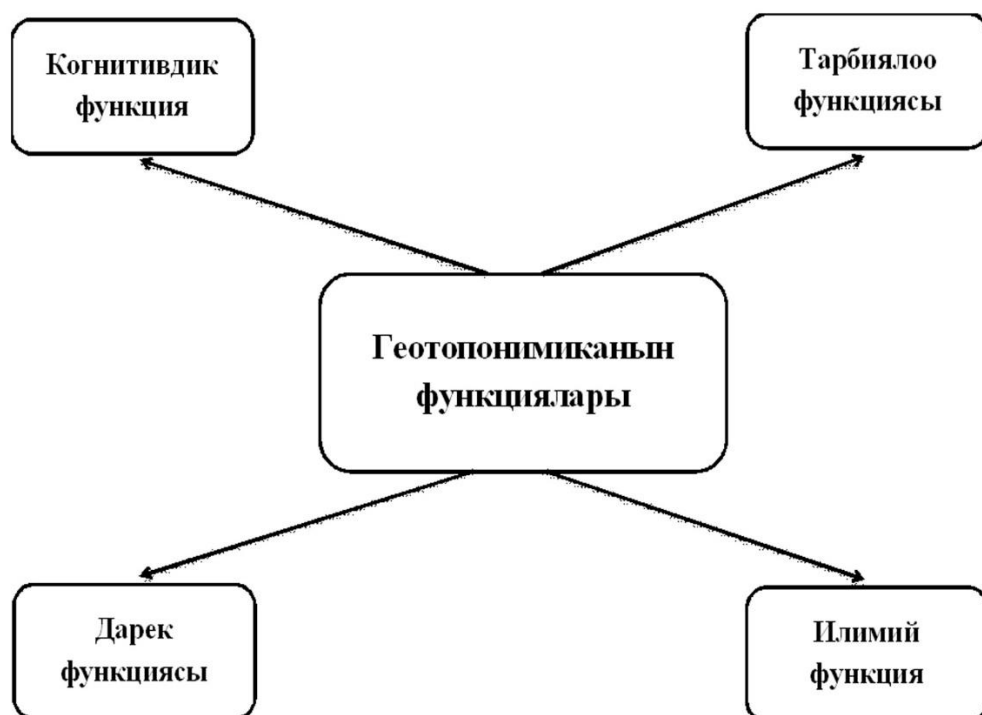 Когнитивдик
функция
Тарбиялоо
функциясы
Геотопонимиканын
функциялары
Дарек
функциясы
Илимий
функция